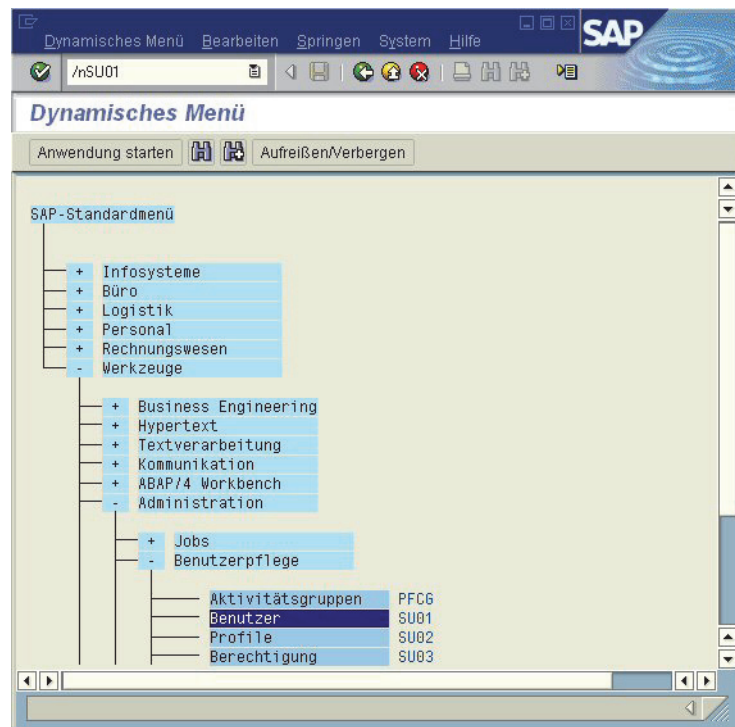 Dynamisches Menü Bearbeiten Springen System Hilfe
SAP
/nSU01
Dynamisches Menü
Anwendung starten Aufreißen/Verbergen
SAP-Standardmenü
+ Infosysteme
+ Büro
+ Logistik
+ Personal
+ Rechnungswesen
- Werkzeuge
+ Business Engineering
+ Hypertext
+ Textverarbeitung
+ Kommunikation
+ ABAP/4 Workbench
- Administration
+ Jobs
- Benutzerpflege
Aktivitätsgruppen PFCG
Benutzer SU01
Profile SU02
Berechtigung SU03